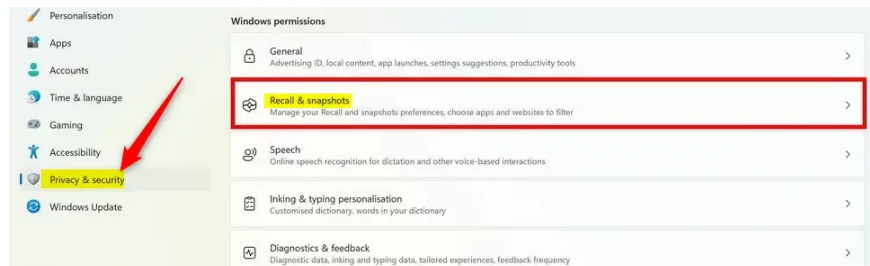 Personalisation
Apps
Accounts
Time & language
Gaming
Accessibility
Privacy & security
Windows Update
Windows permissions
General
Advertising ID, local content, app launches, settings suggestions, productivity tools
Recall & snapshots
Manage your Recall and snapshots preferences, choose apps and websites to filter
Speech
Online speech recognition for dictation and other voice-based interactions
Inking & typing personalisation
Customised dictionary, words in your dictionary
Diagnostics & feedback
Diagnostic data, inking and typing data, tailored experiences, feedback frequency